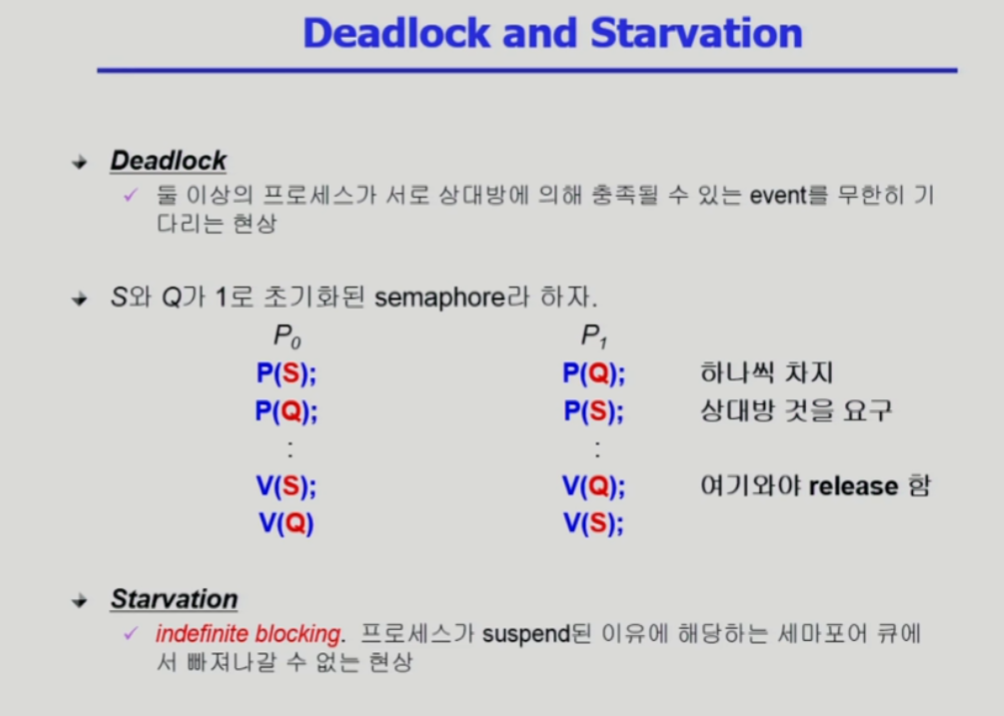 Deadlock and Starvation
Deadlock
✓ 둘 이상의 프로세스가 서로 상대방에 의해 충족될 수 있는 event를 무한히 기
다리는 현상
S와 Q가 1로 초기화된 semaphore라 하자.
P0 P1
P(S); P(Q); 하나씩 차지
P(Q); P(S); 상대방 것을 요구
: :
V(S); V(Q); 여기와야 release 함
V(Q) V(S);
Starvation
✓ indefinite blocking. 프로세스가 suspend된 이유에 해당하는 세마포어 큐에
서 빠져나갈 수 없는 현상